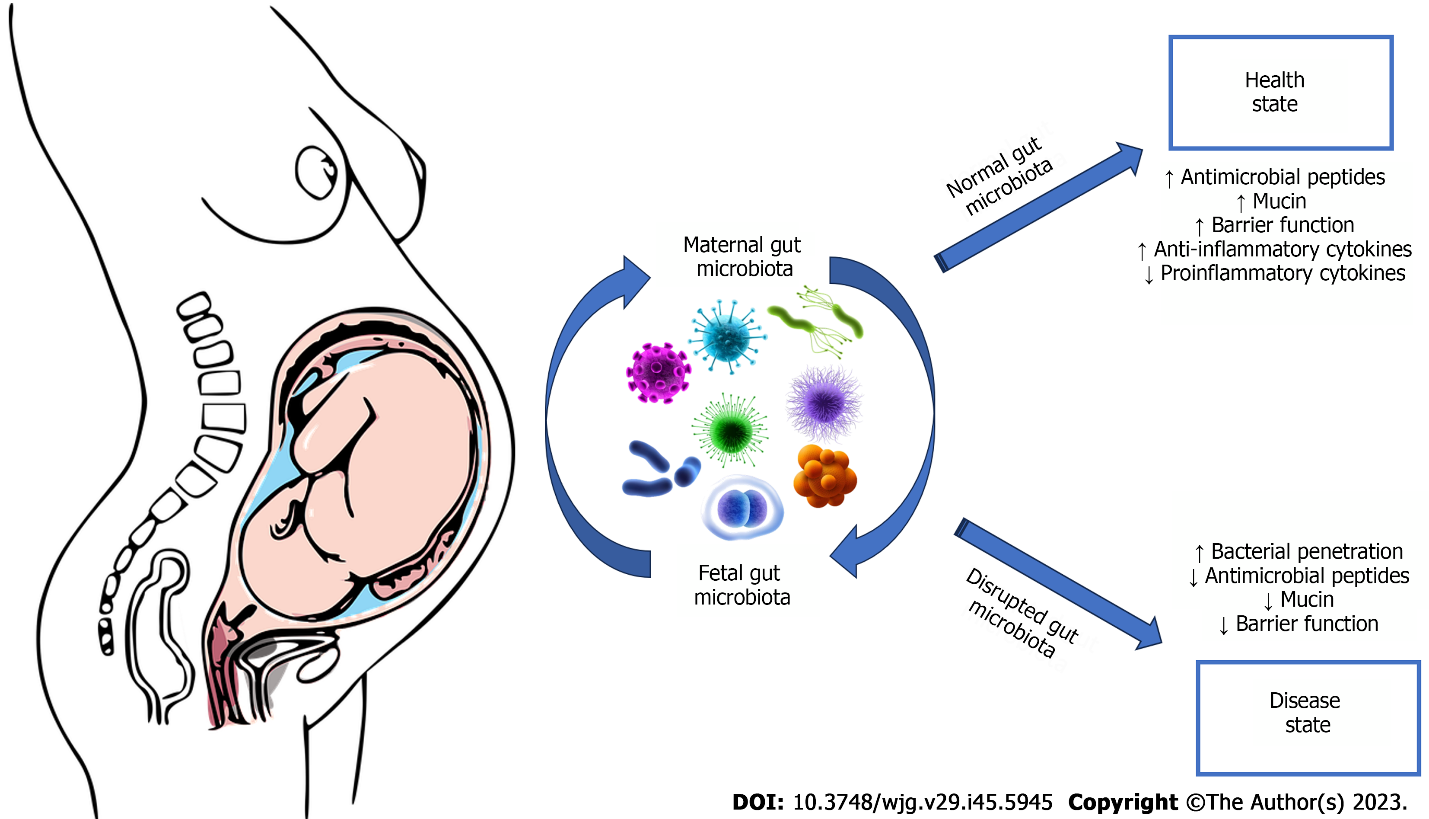 Health
state
Normal gut
microbiota
↑ Antimicrobial peptides
↑ Mucin
↑ Barrier function
↑ Anti-inflammatory cytokines
↓ Proinflammatory cytokines
Maternal gut
microbiota
Fetal gut
microbiota
Disrupted gut
microbiota
↑ Bacterial penetration
↓ Antimicrobial peptides
↓ Mucin
↓ Barrier function
Disease
state
DOI: 10.3748/wjg.v29.i45.5945 Copyright ©The Author(s) 2023.